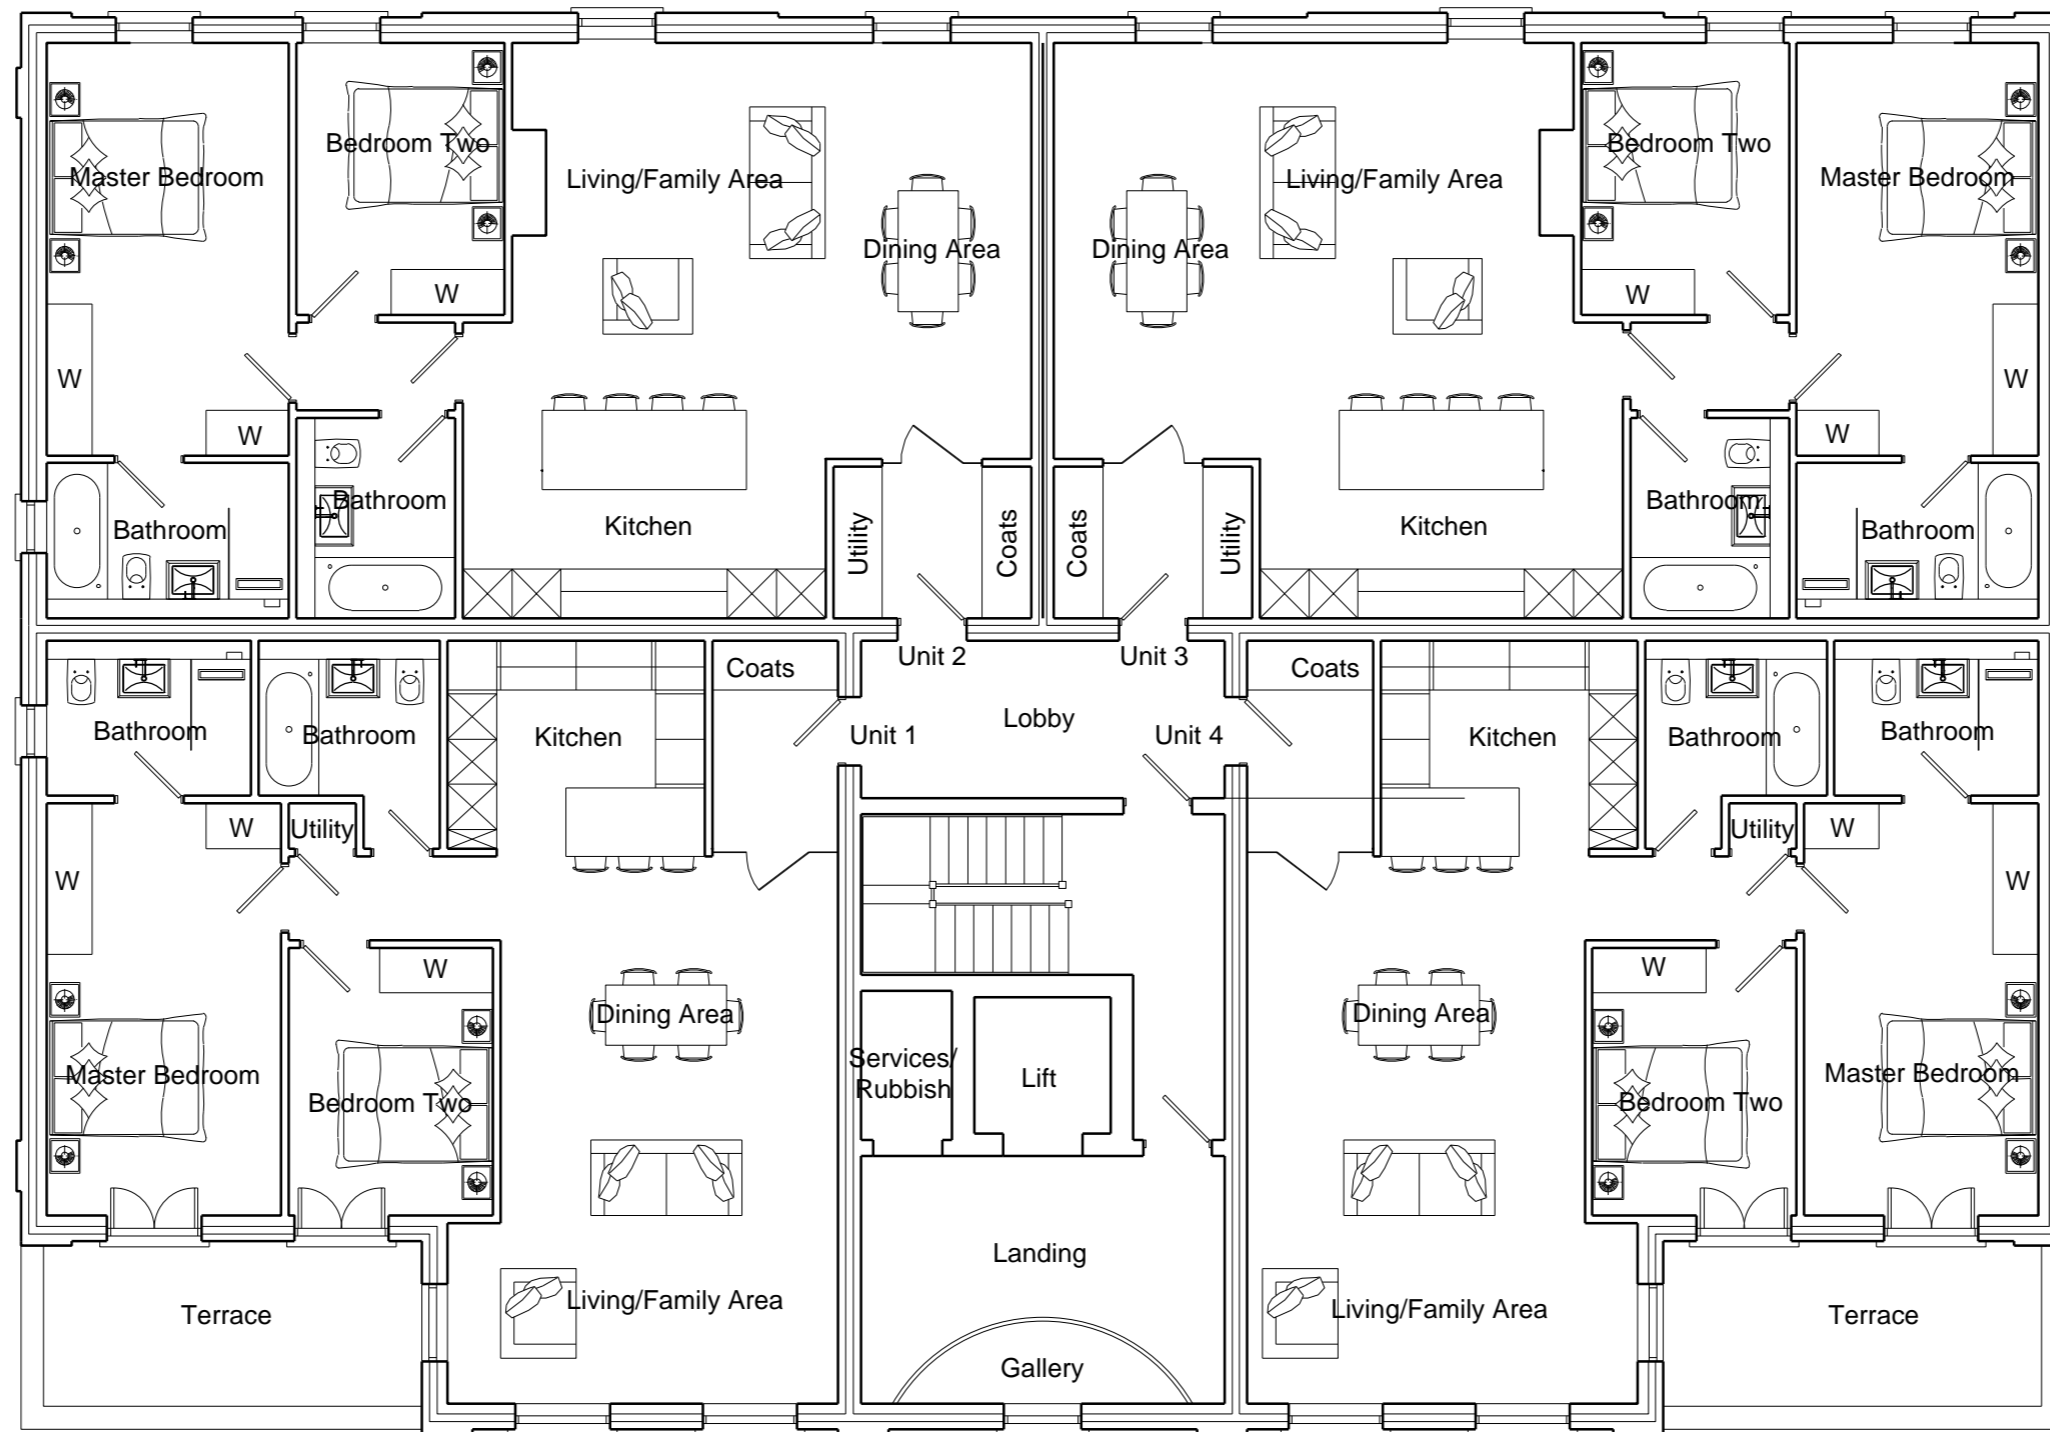 Bedroom Two
Master Bedroom
Living/Family Area
Dining Area
W
W
W
Bathroom
Bathroom
Kitchen
Utility
Coats
Living/Family Area
Dining Area
Bedroom Two
Master Bedroom
W
W
W
Coats
Utility
Kitchen
Bathroom
Bathroom
Unit 2
Unit 3
Coats
Coats
Lobby
Unit 1
Unit 4
Bathroom
Bathroom
Kitchen
Kitchen
Bathroom
Bathroom
W
Utility
W
Utility
W
W
W
W
Dining Area
Dining Area
Services/
Rubbish
Lift
Master Bedroom
Bedroom Two
Bedroom Two
Master Bedroom
Landing
Living/Family Area
Living/Family Area
Terrace
Terrace
Gallery